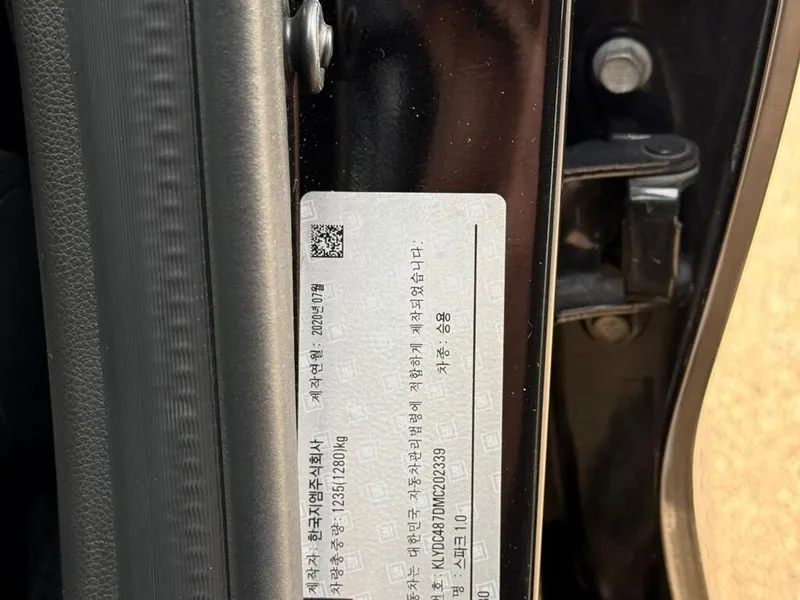 제작자 : 한국지엠주식회사 제작연월 : 2020년 07월
차량총중량 : 1235(1280)kg
동차는 대한민국 자동차관리법령에 적합하게 제작되었습니다.
호 : KLYDC487DMC202339 차종 : 승용
명 : 스파크 1.0
80